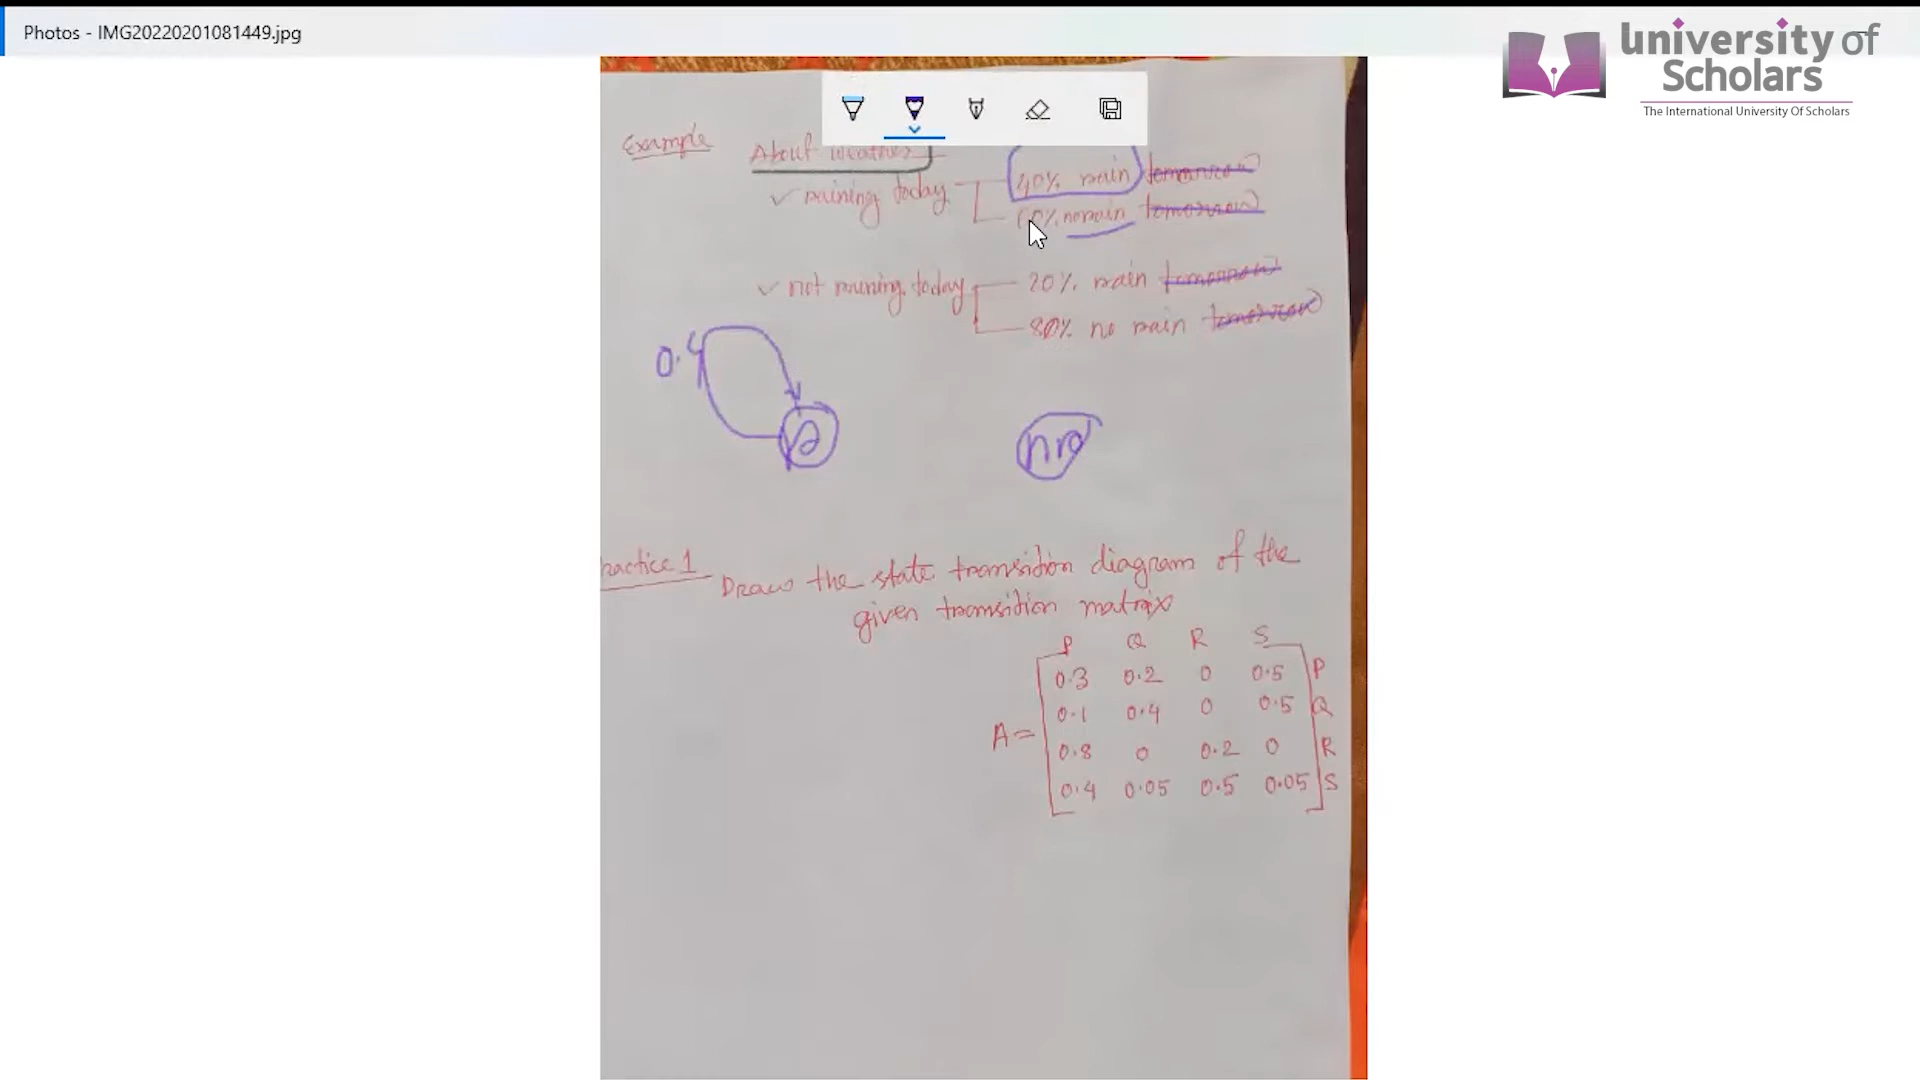 Photos - IMG20220201081449.jpg
university of
Scholars
The International University Of Scholars
Example
About weather
✓ raining today
40% rain tomorrow
60% no rain tomorrow
✓ not raining today
20% rain tomorrow
80% no rain tomorrow
0.4
nra
ractice 1
Draw the state transition diagram of the
given transition matrix
P Q R S
0.3 0.2 0 0.5 P
0.1 0.4 0 0.5 Q
A =
0.8 0 0.2 0 R
0.4 0.05 0.5 0.05 S